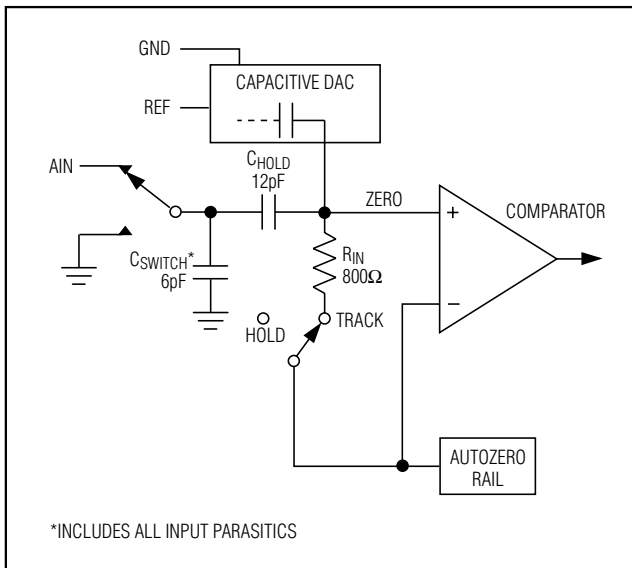 GND
CAPACITIVE DAC
REF
AIN
CHOLD
12pF
ZERO
COMPARATOR
+
RIN
800Ω
CSWITCH*
6pF
HOLD
TRACK
−
AUTOZERO
RAIL
*INCLUDES ALL INPUT PARASITICS